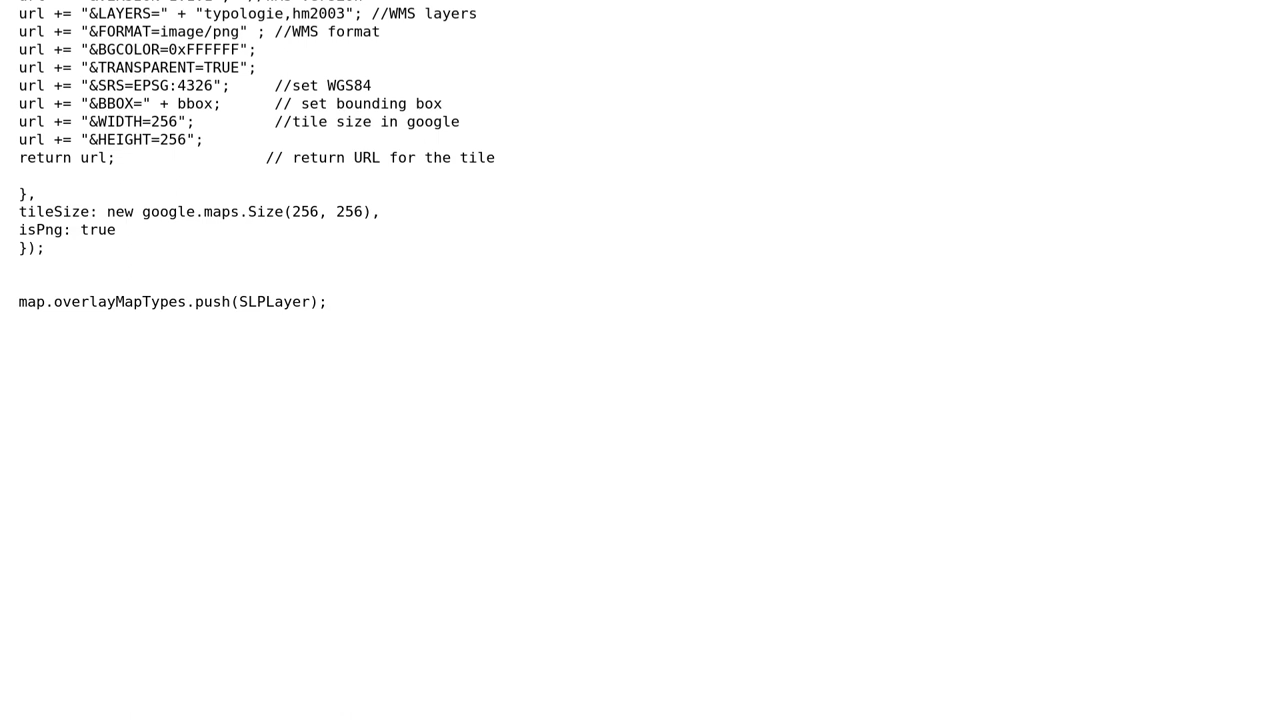 url += "&LAYERS=" + "typologie,hm2003"; //WMS layers
url += "&FORMAT=image/png" ; //WMS format
url += "&BGCOLOR=0xFFFFFF";
url += "&TRANSPARENT=TRUE";
url += "&SRS=EPSG:4326";     //set WGS84
url += "&BBOX=" + bbox;      // set bounding box
url += "&WIDTH=256";         //tile size in google
url += "&HEIGHT=256";
return url;                 // return URL for the tile
},
tileSize: new google.maps.Size(256, 256),
isPng: true
});
map.overlayMapTypes.push(SLPLayer);